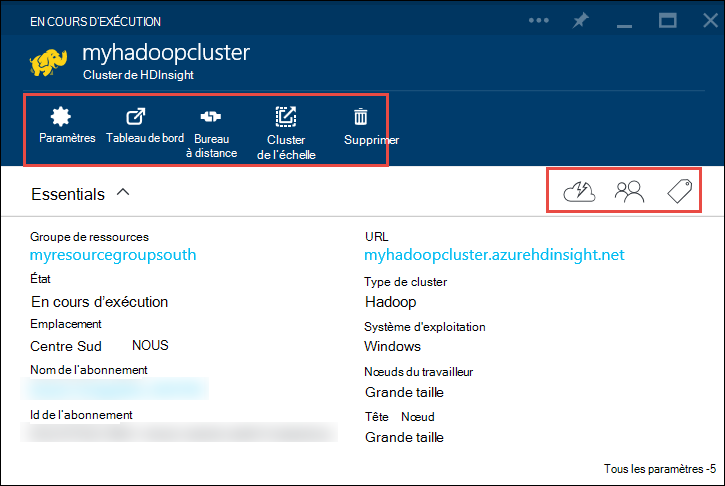 EN COURS D'EXÉCUTION
myhadoopcluster
Cluster de HDInsight
Paramètres
Tableau de bord
Bureau
à distance
Cluster
de l'échelle
Supprimer
Essentials
Groupe de ressources
myresourcegroupsouth
État
En cours d'exécution
Emplacement
Centre Sud NOUS
Nom de l'abonnement
Id de l'abonnement
URL
myhadoopcluster.azurehdinsight.net
Type de cluster
Hadoop
Système d'exploitation
Windows
Nœuds du travailleur
Grande taille
Tête Nœud
Grande taille
Tous les paramètres -5